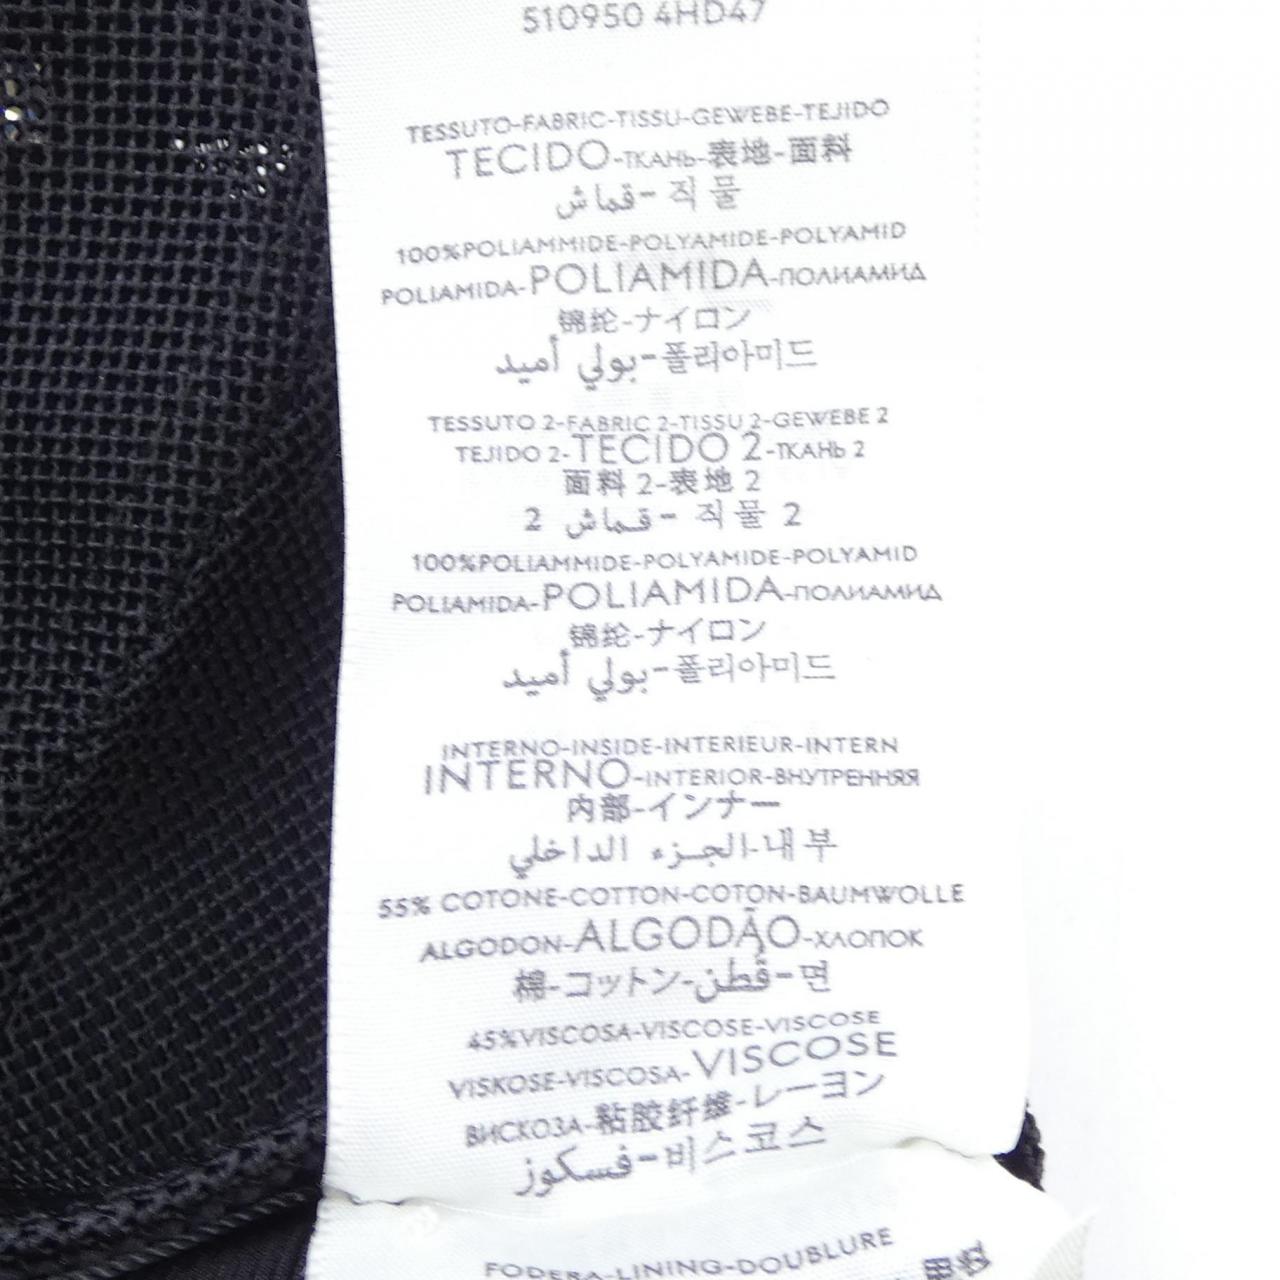 510950 4HD47
TESSUTO-FABRIC-TISSU-GEWEBE-TEJIDO
TECIDO-ТКАНЬ-表地-面料
قماش-직물
100%POLIAMMIDE-POLYAMIDE-POLYAMID
POLIAMIDA-POLIAMIDA-ПОЛИАМИД
锦纶-ナイロン
بولي أميد-폴리아미드
TESSUTO 2-FABRIC 2-TISSU 2-GEWEBE 2
TEJIDO 2-TECIDO 2-ТКАНЬ 2
面料 2-表地 2
2 قماش-직물 2
100%POLIAMMIDE-POLYAMIDE-POLYAMID
POLIAMIDA-POLIAMIDA-ПОЛИАМИД
锦纶-ナイロン
بولي أميد-폴리아미드
INTERNO-INSIDE-INTERIEUR-INTERN
INTERNO-INTERIOR-ВНУТРЕННЯЯ
内部-インナー
الجزء الداخلي-내부
55% COTONE-COTTON-COTON-BAUMWOLLE
ALGODON-ALGODÃO-ХЛОПОК
棉-コットン-قطن-면
45%VISCOSA-VISCOSE-VISCOSE
VISKOSE-VISCOSA-VISCOSE
ВИСКОЗА-粘胶纤维-レーヨン
فسكوز-비스코스
FODERA-LINING-DOUBLURE